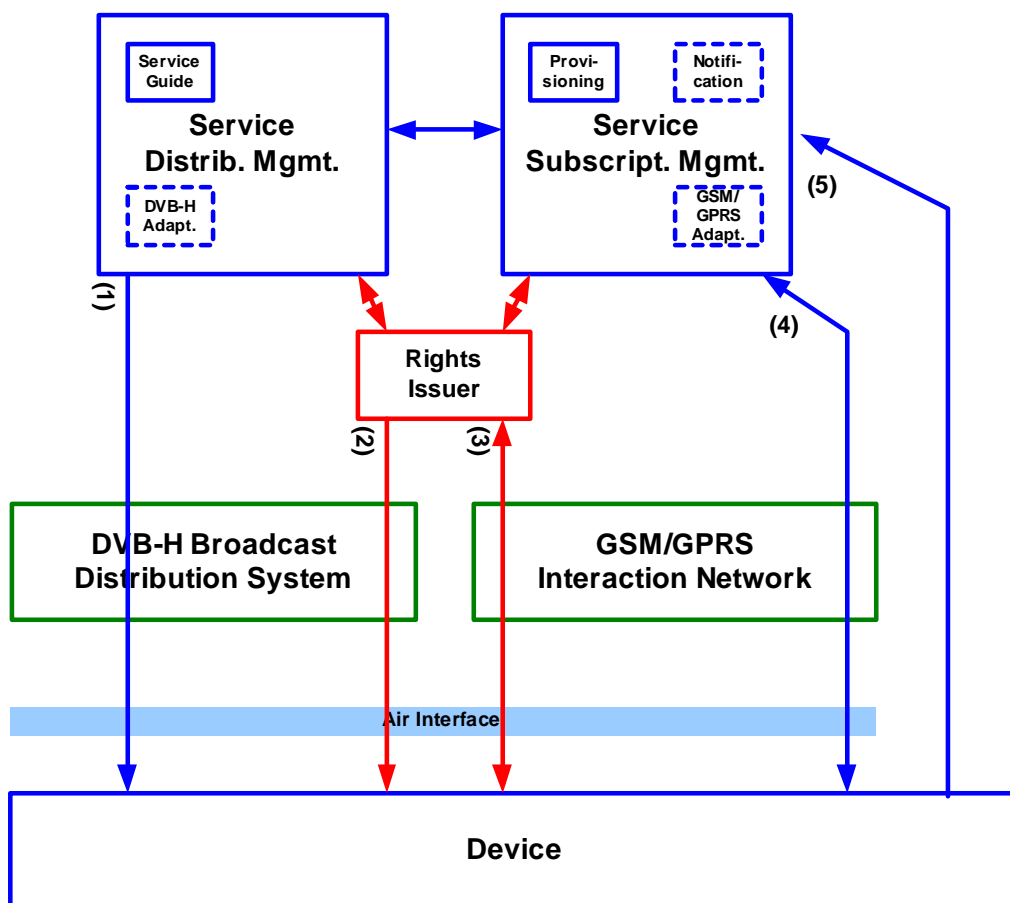 Service
Guide
Service
Distrib. Mgmt.
DVB-H
Adapt.
Provi-
sioning
Notifi-
cation
Service
Subscript. Mgmt.
GSM/
GPRS
Adapt.
(5)
(1)
(4)
Rights
Issuer
(2)
(3)
DVB-H Broadcast
Distribution System
GSM/GPRS
Interaction Network
Air Interface
Device